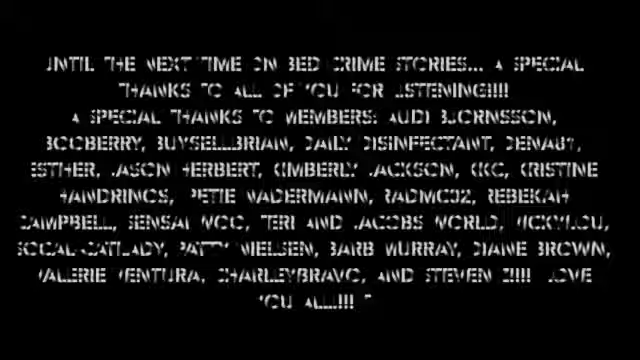 UNTIL THE NEXT TIME ON BED CRIME STORIES... A SPECIAL
THANKS TO ALL OF YOU FOR LISTENING!!!!
A SPECIAL THANKS TO MEMBERS: AUDI BJORNSSON,
BOOBERRY, BUYSELLBRIAN, DAILY DISINFECTANT,
ESTHER, JASON HERBERT, KIMBERLY JACKSON, KKC, KRISTINE
HANDRINOS, PETIE WADERMANN, RADMO32, REBEKAH
CAMPBELL, SENSAI WOO, TERI AND JACOBS WORLD, VICKYLOU,
SOCAL-CATLADY, PATTY NIELSEN, BARB MURRAY, DIANE BROWN,
VALERIE VENTURA, CHARLEYBRAVO, AND STEVEN Z!!!! LOVE
YOU ALL!!!!